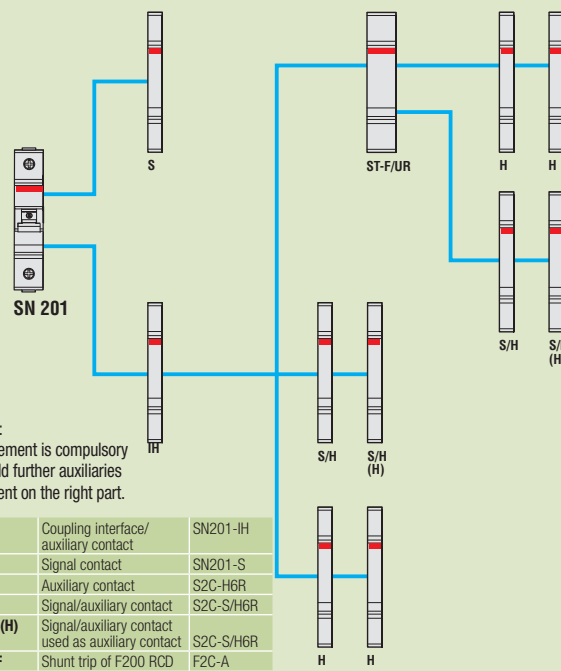 S
ST-F/UR
H
H
SN 201
S/H
IH
S/H
S/H
(H)
ement is compulsory
d further auxiliaries
ent on the right part.
Coupling interface/ SN201-IH
auxiliary contact
Signal contact SN201-S
Auxiliary contact S2C-H6R
Signal/auxiliary contact S2C-S/H6R
(H) Signal/auxiliary contact
used as auxiliary contact S2C-S/H6R
Shunt trip of F200 RCD F2C-A
H
H